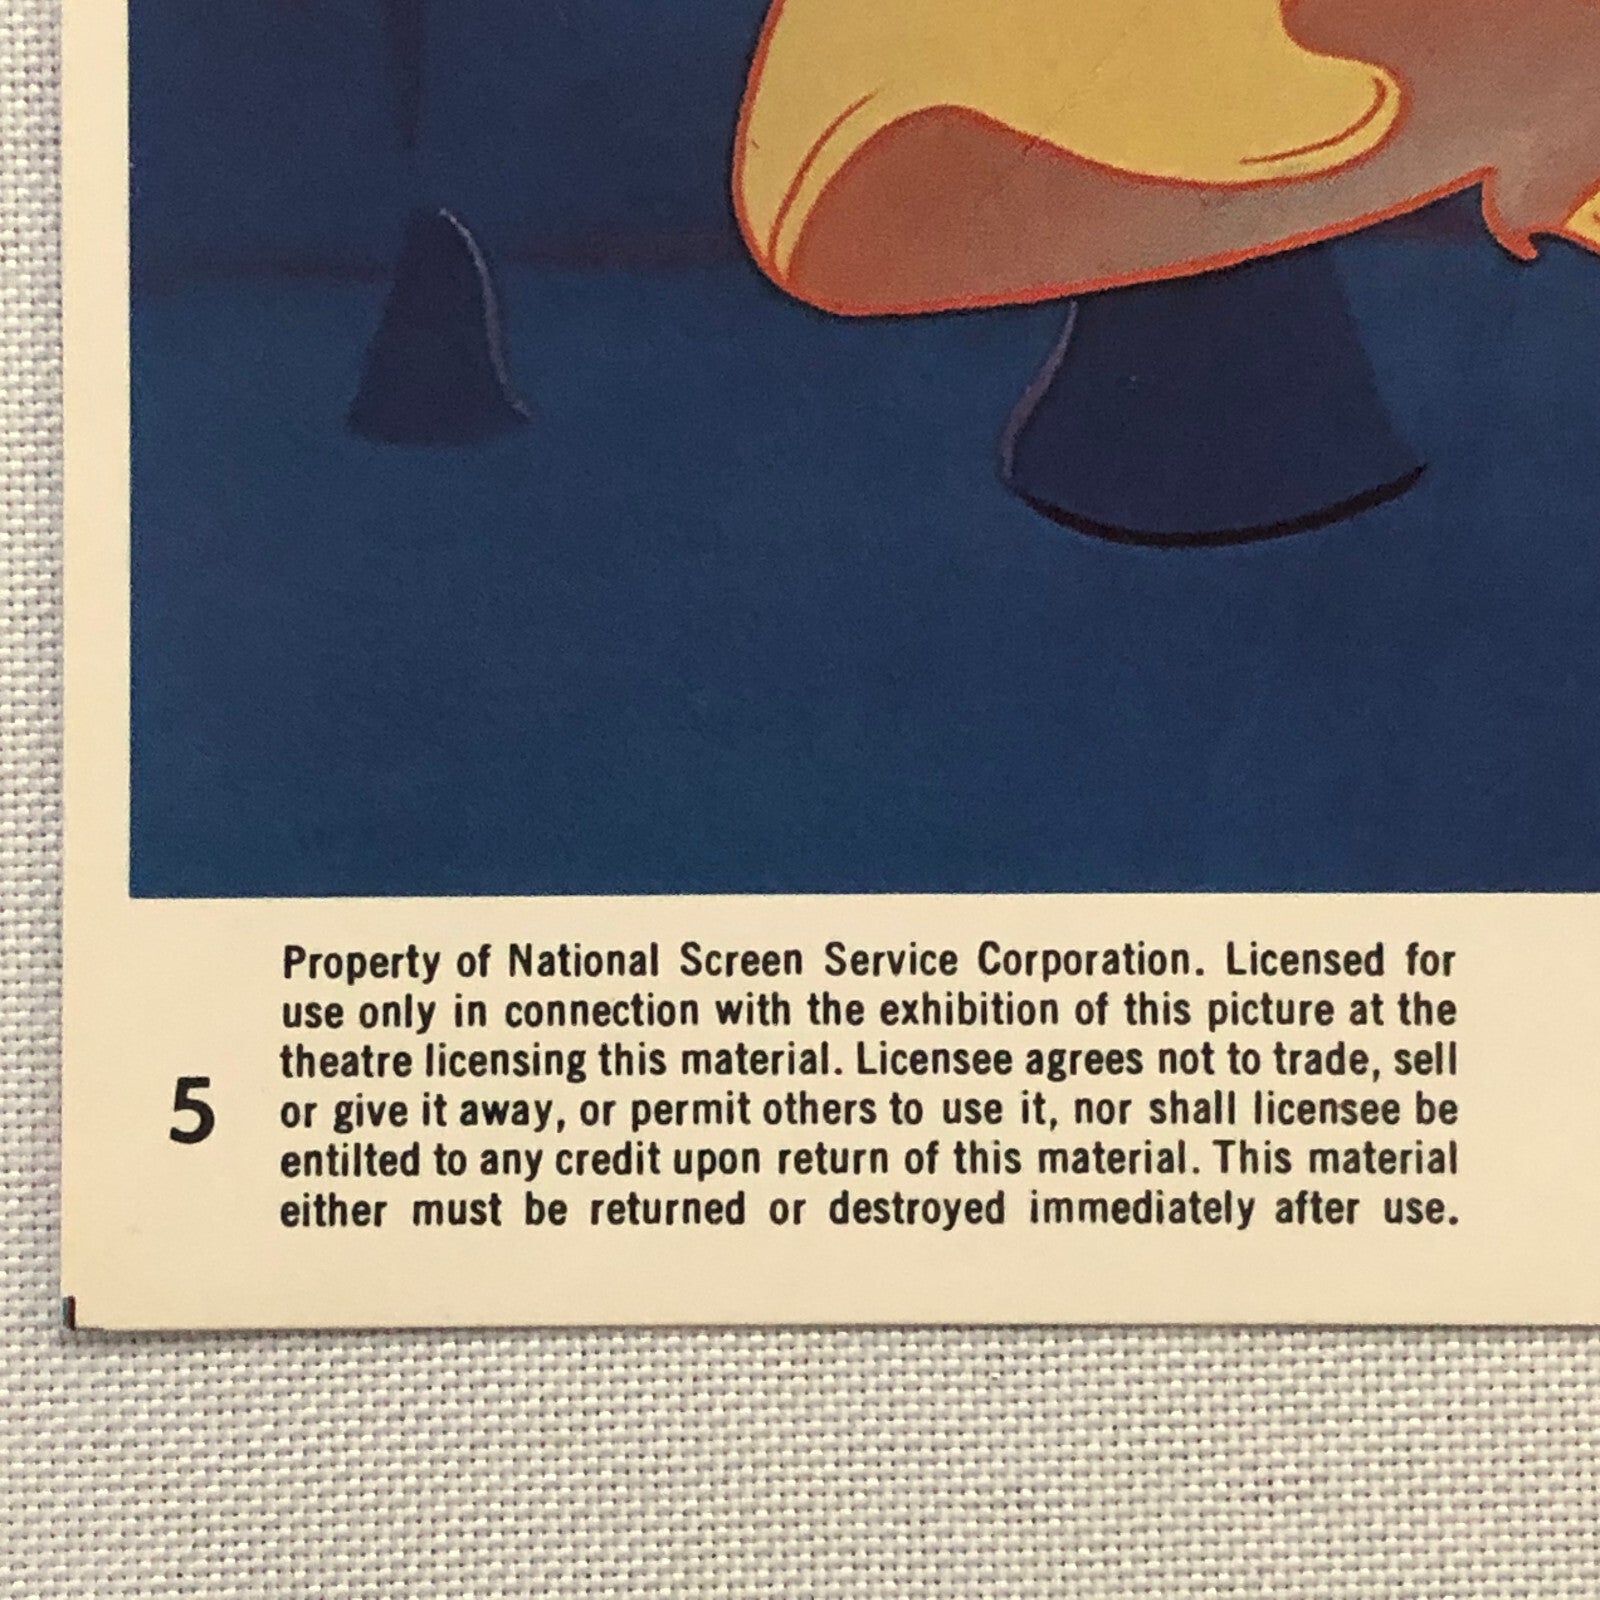 Property of National Screen Service Corporation. Licensed for
use only in connection with the exhibition of this picture at the
theatre licensing this material. Licensee agrees not to trade, sell
5 or give it away, or permit others to use it, nor shall licensee be
entilted to any credit upon return of this material. This material
either must be returned or destroyed immediately after use.